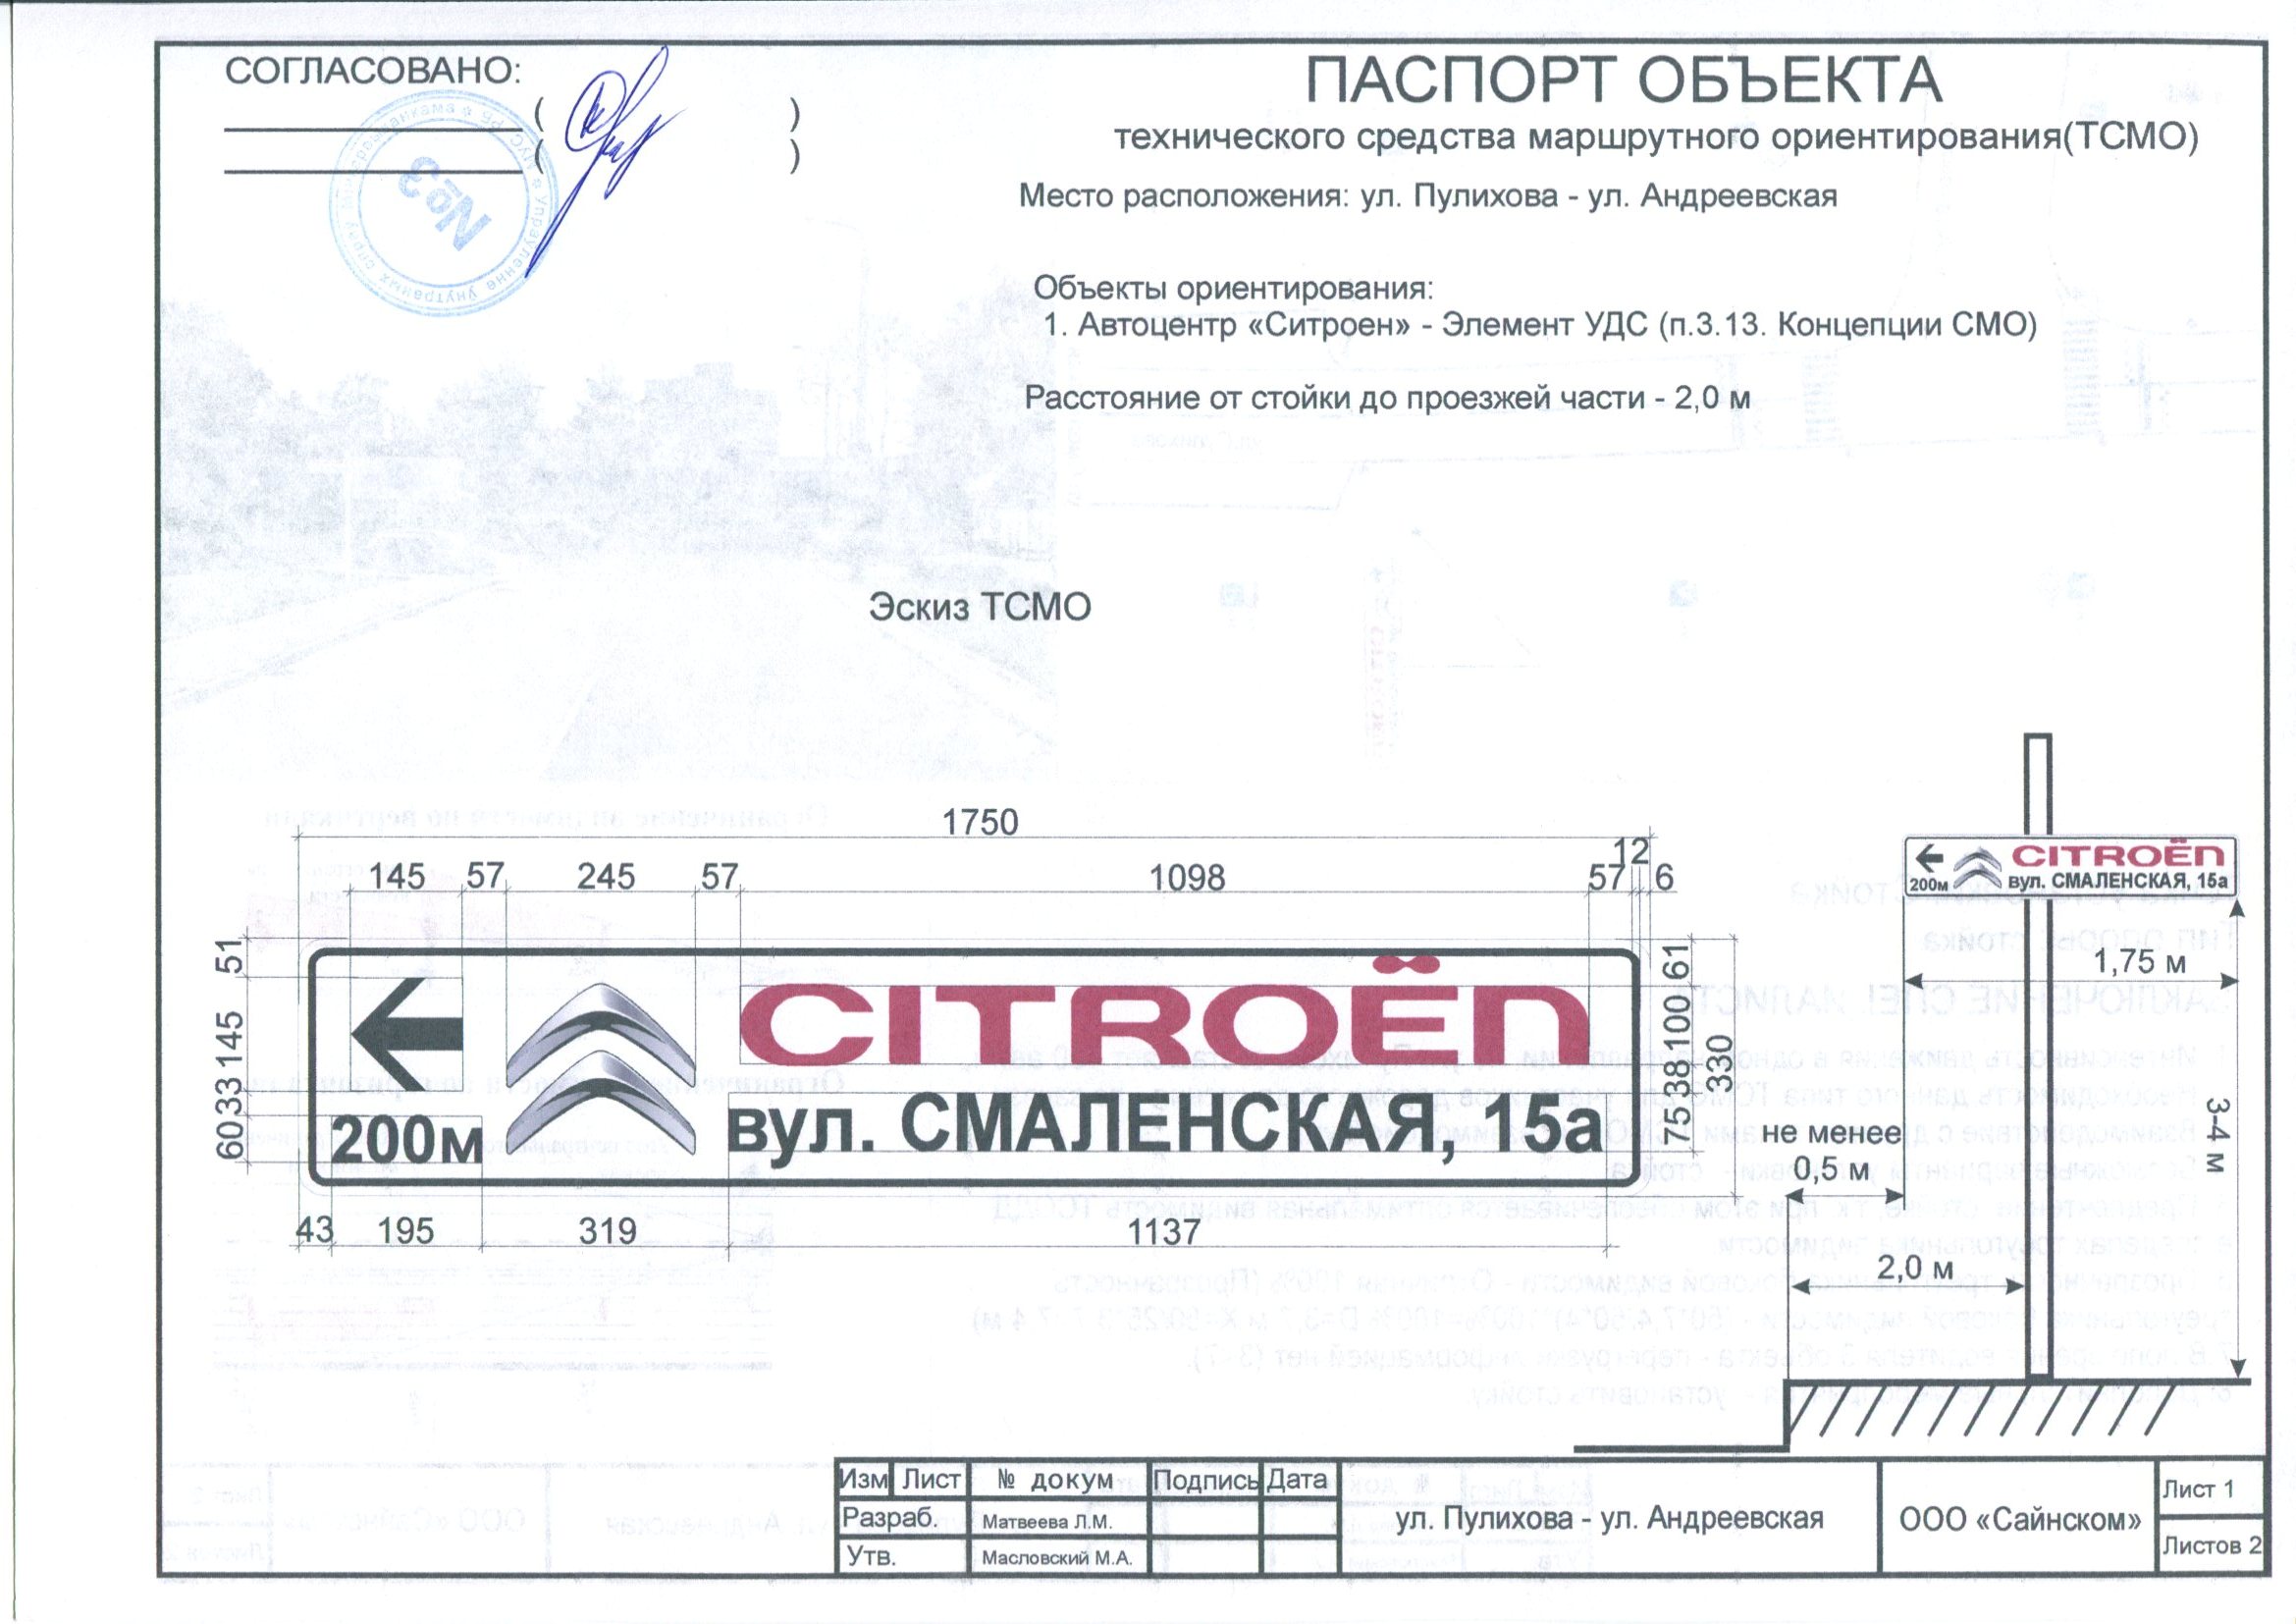 СОГЛАСОВАНО:
( )
( )
№3
ПАСПОРТ ОБЪЕКТА
технического средства маршрутного ориентирования(ТСМО)
Место расположения: ул. Пулихова - ул. Андреевская
Объекты ориентирования:
1. Автоцентр «Ситроен» - Элемент УДС (п.3.13. Концепции СМО)
Расстояние от стойки до проезжей части - 2,0 м
Эскиз ТСМО
1750
145 57 245 57 1098 57 12 6
51 145 33 60
CITROËN
200м
вул. СМАЛЕНСКАЯ, 15а
61 100 38 75
330
43 195 319 1137
CITROËN
200м вул. СМАЛЕНСКАЯ, 15а
1,75 м
3-4 м
не менее
0,5 м
2,0 м
Изм Лист № докум Подпись Дата
Разраб. Матвеева Л.М.
Утв. Масловский М.А.
ул. Пулихова - ул. Андреевская
ООО «Сайнском»
Лист 1
Листов 2